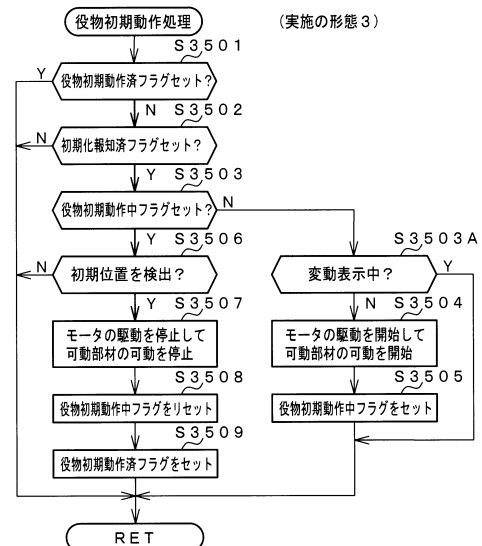 役物初期動作処理
(実施の形態3)
S3501
Y
役物初期動作済フラグセット?
N
S3502
N
初期化報知済フラグセット?
Y
S3503
役物初期動作中フラグセット?
N
Y
S3506
S3503A
N
初期位置を検出?
変動表示中?
Y
Y
S3507
N
S3504
モータの駆動を停止して
可動部材の可動を停止
モータの駆動を開始して
可動部材の可動を開始
S3508
S3505
役物初期動作中フラグをリセット
役物初期動作中フラグをセット
S3509
役物初期動作済フラグをセット
RET